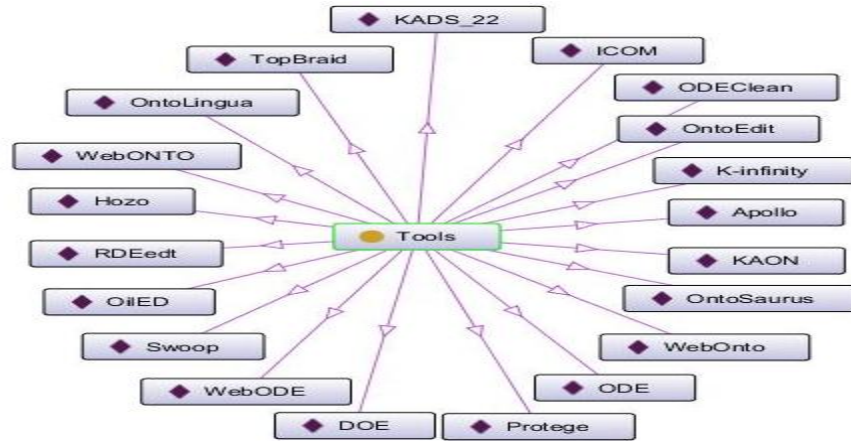 KADS_22
ICOM
TopBraid
ODEClean
OntoLingua
OntoEdit
WebONTO
K-infinity
Hozo
Apollo
Tools
RDEedt
KAON
OilED
OntoSaurus
Swoop
WebOnto
WebODE
ODE
DOE
Protege